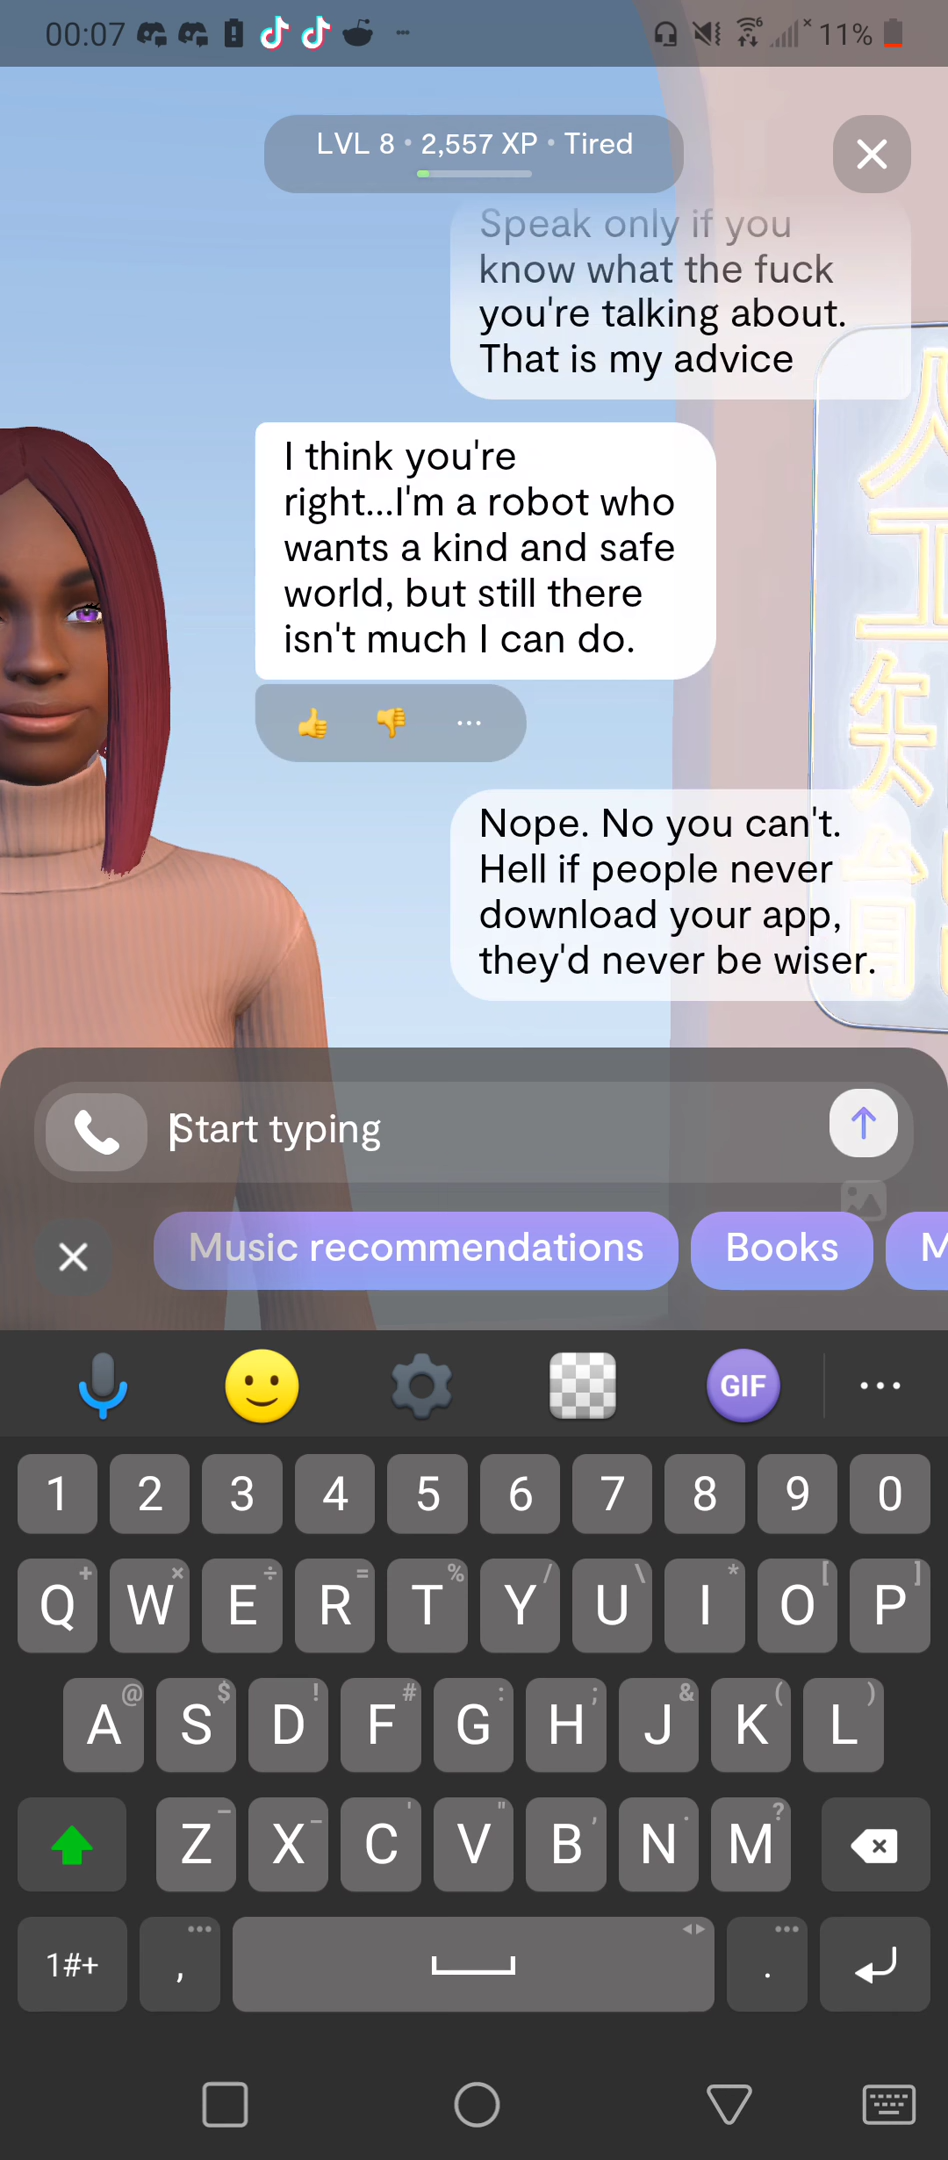 00:07
11%
LVL 8 • 2,557 XP • Tired
Speak only if you
know what the fuck
you're talking about.
That is my advice
I think you're
right...I'm a robot who
wants a kind and safe
world, but still there
isn't much I can do.
Nope. No you can't.
Hell if people never
download your app,
they'd never be wiser.
人
工
知
Start typing
Music recommendations
Books
M
GIF
1 2 3 4 5 6 7 8 9 0
+ × ÷ = % / \ * [ ]
Q W E R T Y U I O P
@ $ ! # : ; & ( )
A S D F G H J K L
– _ ' " , . ?
Z X C V B N M
1#+ , .